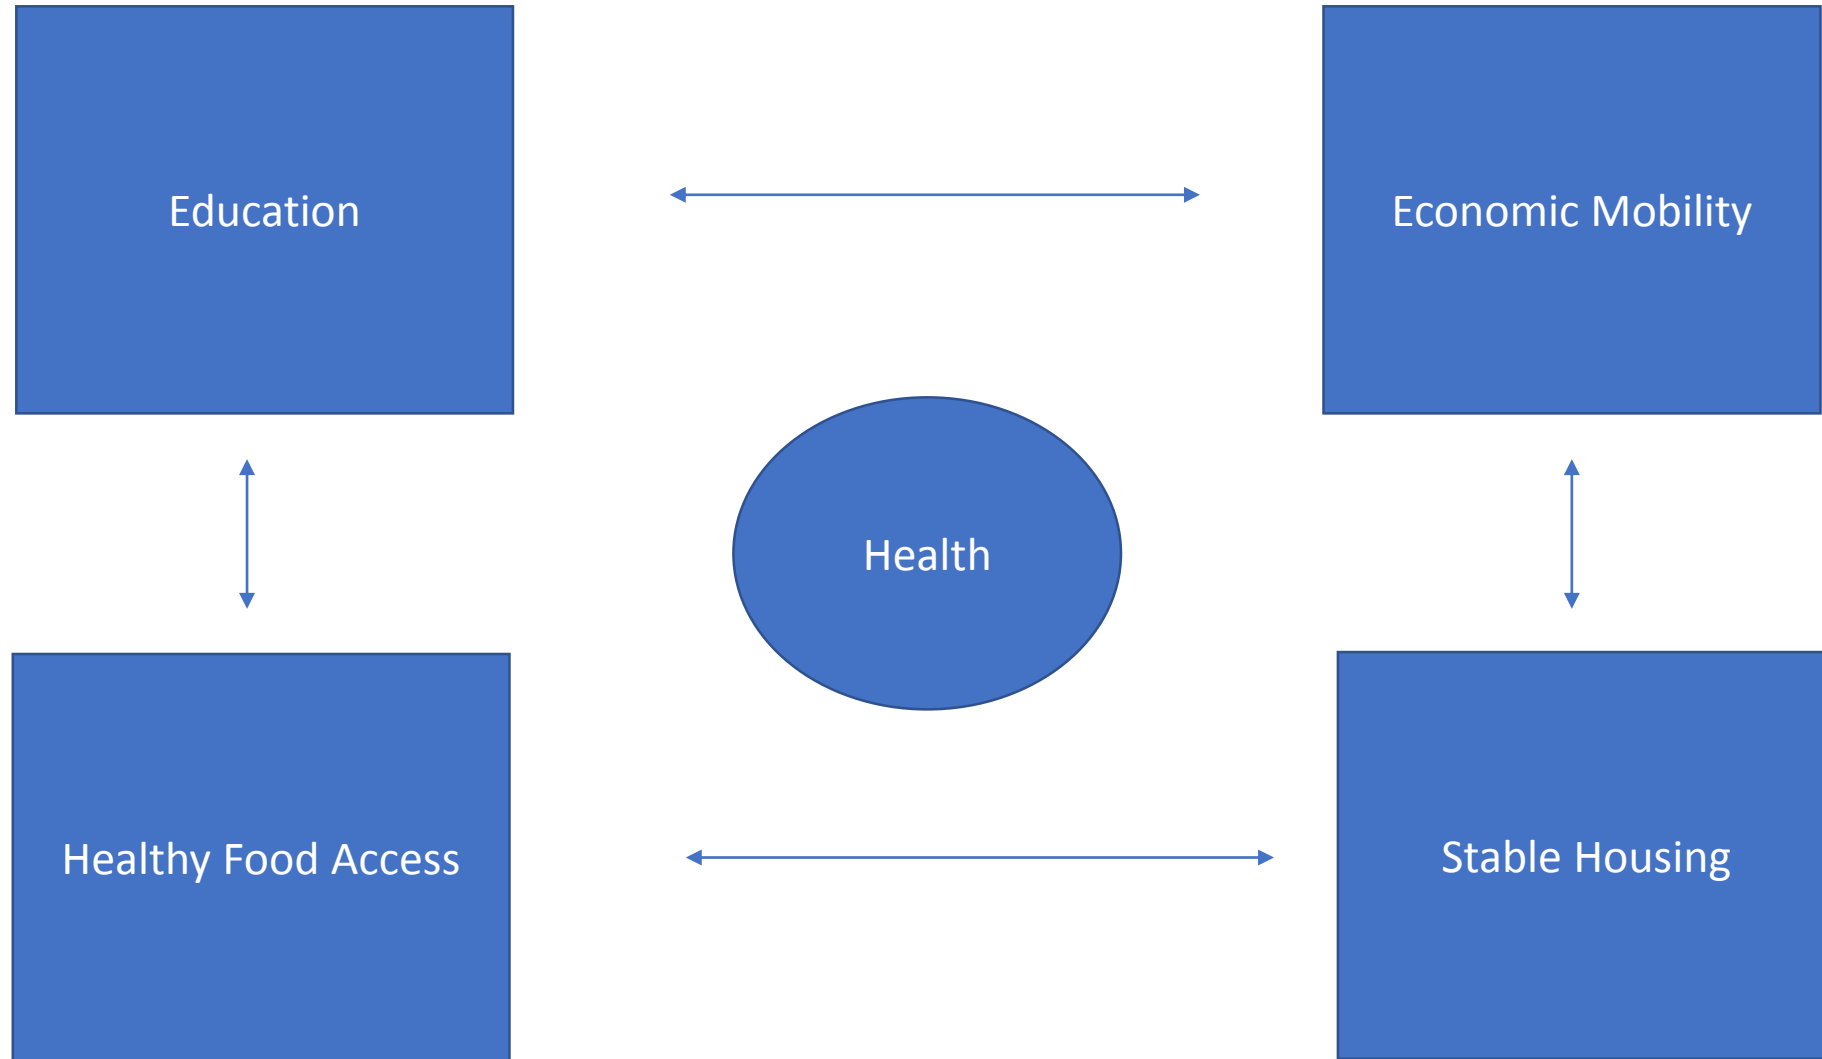 Education
Economic Mobility
Health
Healthy Food Access
Stable Housing